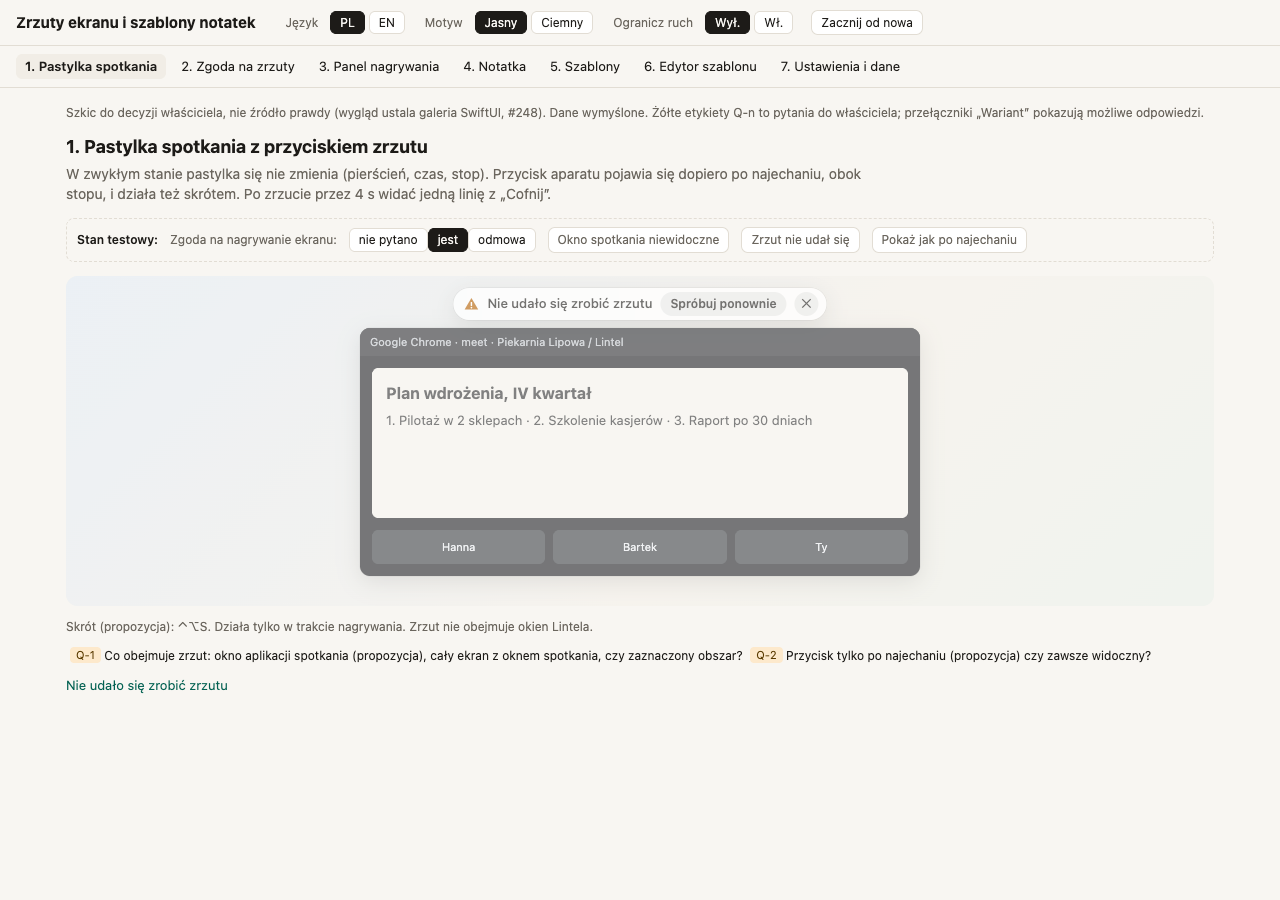 Zrzuty ekranu i szablony notatek Język PL EN Motyw Jasny Ciemny Ogranicz ruch Wył. Wł. Zacznij od nowa
1. Pastylka spotkania 2. Zgoda na zrzuty 3. Panel nagrywania 4. Notatka 5. Szablony 6. Edytor szablonu 7. Ustawienia i dane
Szkic do decyzji właściciela, nie źródło prawdy (wygląd ustala galeria SwiftUI, #248). Dane wymyślone. Żółte etykiety Q-n to pytania do właściciela; przełączniki „Wariant” pokazują możliwe odpowiedzi.
1. Pastylka spotkania z przyciskiem zrzutu
W zwykłym stanie pastylka się nie zmienia (pierścień, czas, stop). Przycisk aparatu pojawia się dopiero po najechaniu, obok
stopu, i działa też skrótem. Po zrzucie przez 4 s widać jedną linię z „Cofnij”.
Stan testowy: Zgoda na nagrywanie ekranu: nie pytano jest odmowa Okno spotkania niewidoczne Zrzut nie udał się Pokaż jak po najechaniu
Nie udało się zrobić zrzutu Spróbuj ponownie
Google Chrome · meet · Piekarnia Lipowa / Lintel
Plan wdrożenia, IV kwartał
1. Pilotaż w 2 sklepach · 2. Szkolenie kasjerów · 3. Raport po 30 dniach
Hanna Bartek Ty
Skrót (propozycja): ^⌥S. Działa tylko w trakcie nagrywania. Zrzut nie obejmuje okien Lintela.
Q-1 Co obejmuje zrzut: okno aplikacji spotkania (propozycja), cały ekran z oknem spotkania, czy zaznaczony obszar? Q-2 Przycisk tylko po najechaniu (propozycja) czy zawsze widoczny?
Nie udało się zrobić zrzutu